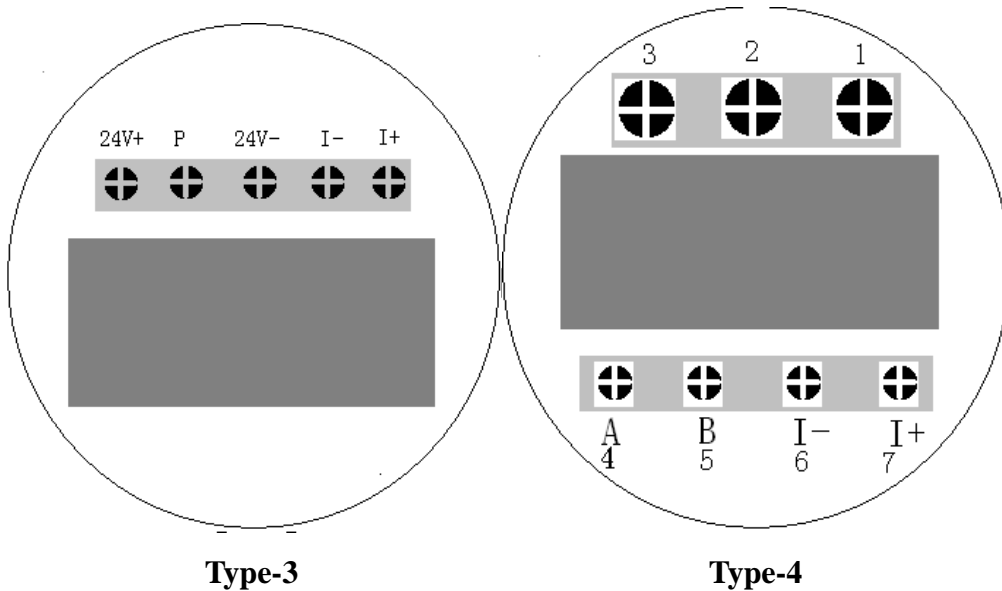 24V+ P 24V- I- I+
3 2 1
A B I- I+
4 5 6 7
Type-3
Type-4